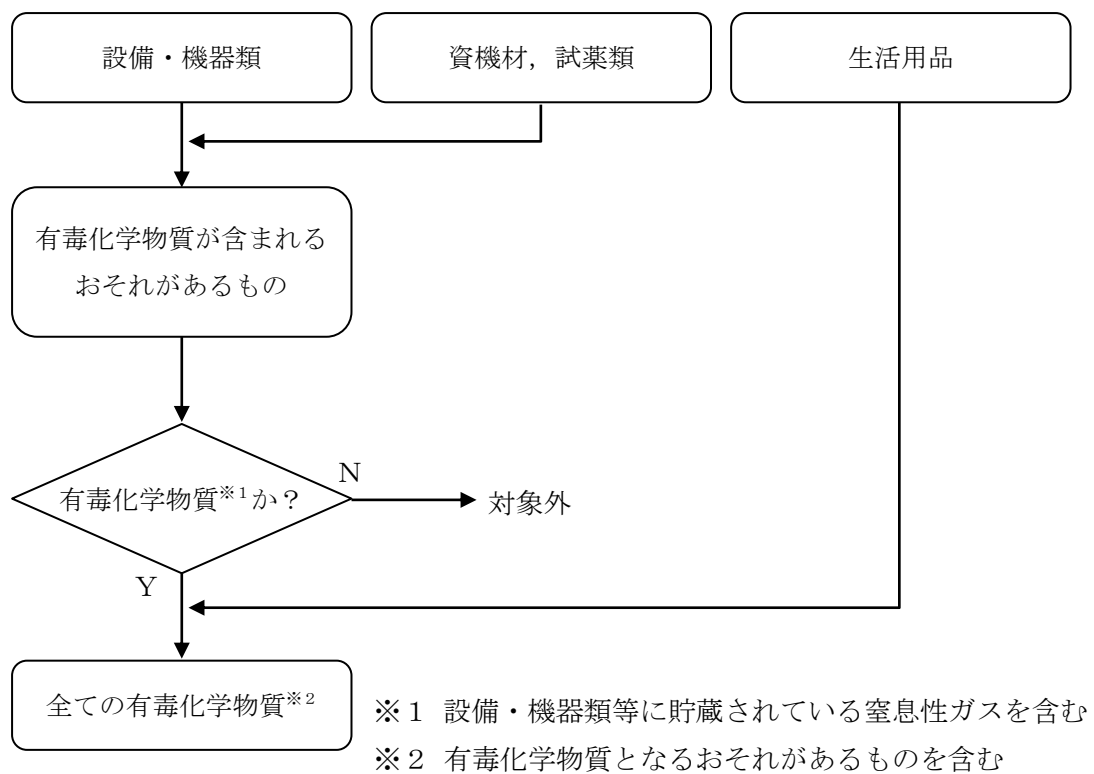 設備・機器類
資機材，試薬類
生活用品
有毒化学物質が含まれる
おそれがあるもの
有毒化学物質※1か？
N
対象外
Y
全ての有毒化学物質※2
※１ 設備・機器類等に貯蔵されている窒息性ガスを含む
※２ 有毒化学物質となるおそれがあるものを含む